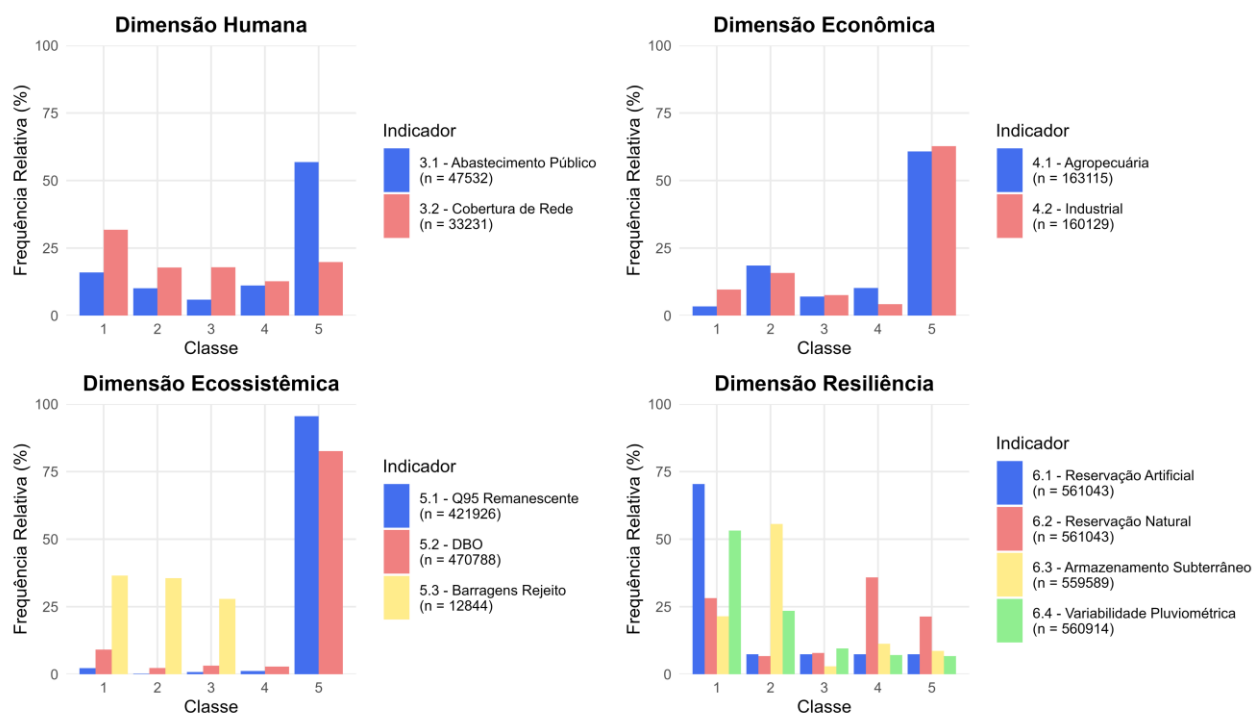 Dimensão Humana
Frequência Relativa (%)
100
75
50
25
0
1 2 3 4 5
Classe
Indicador
3.1 - Abastecimento Público
(n = 47532)
3.2 - Cobertura de Rede
(n = 33231)
Dimensão Econômica
Frequência Relativa (%)
100
75
50
25
0
1 2 3 4 5
Classe
Indicador
4.1 - Agropecuária
(n = 163115)
4.2 - Industrial
(n = 160129)
Dimensão Ecossistêmica
Frequência Relativa (%)
100
75
50
25
0
1 2 3 4 5
Classe
Indicador
5.1 - Q95 Remanescente
(n = 421926)
5.2 - DBO
(n = 470788)
5.3 - Barragens Rejeito
(n = 12844)
Dimensão Resiliência
Frequência Relativa (%)
100
75
50
25
0
1 2 3 4 5
Classe
Indicador
6.1 - Reservação Artificial
(n = 561043)
6.2 - Reservação Natural
(n = 561043)
6.3 - Armazenamento Subterrâneo
(n = 559589)
6.4 - Variabilidade Pluviométrica
(n = 560914)